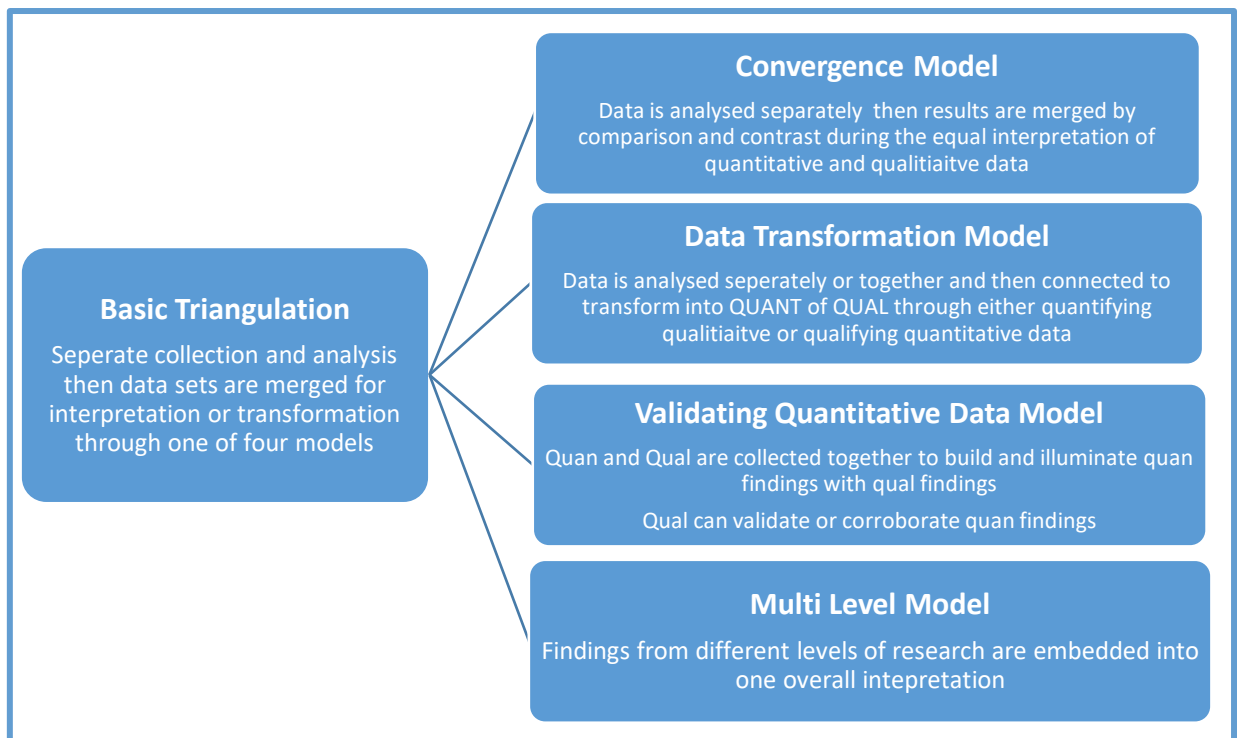 Basic Triangulation
Seperate collection and analysis
then data sets are merged for
interpretation or transformation
through one of four models
Convergence Model
Data is analysed separately then results are merged by
comparison and contrast during the equal interpretation of
quantitative and qualitiaitve data
Data Transformation Model
Data is analysed seperately or together and then connected to
transform into QUANT of QUAL through either quantifying
qualitiaitve or qualifying quantitative data
Validating Quantitative Data Model
Quan and Qual are collected together to build and illuminate quan
findings with qual findings
Qual can validate or corroborate quan findings
Multi Level Model
Findings from different levels of research are embedded into
one overall intepretation